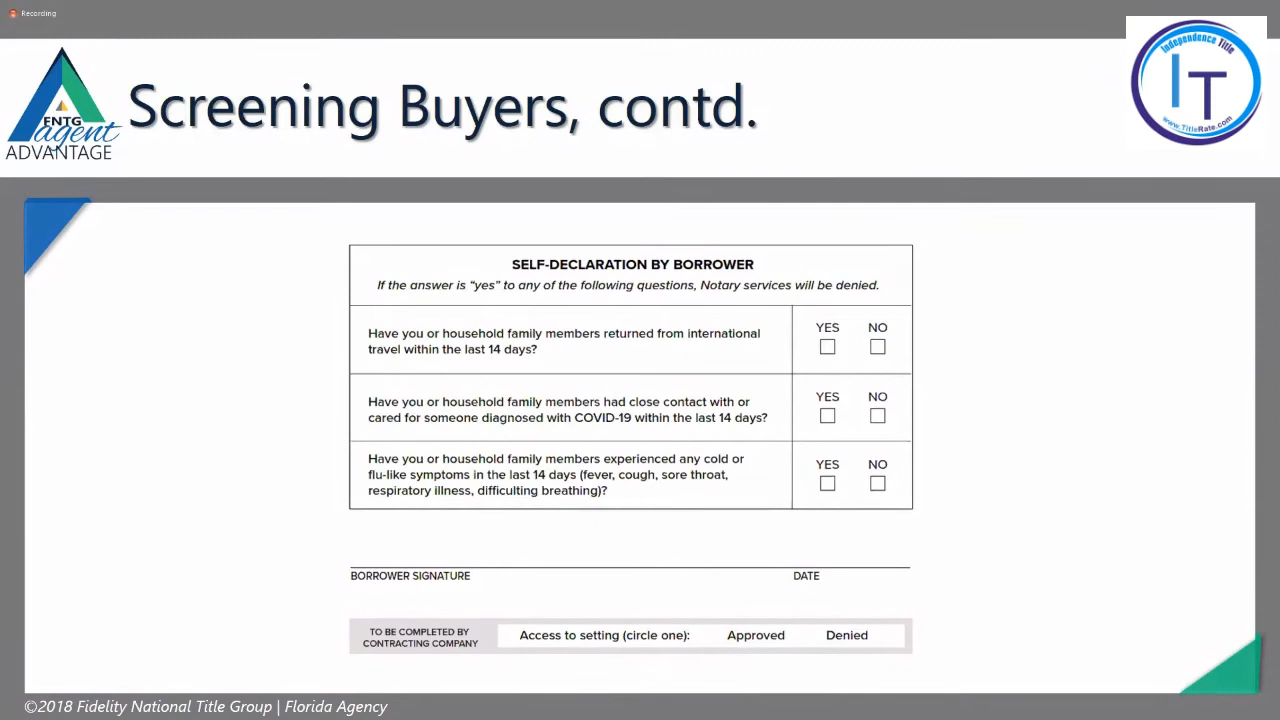 Recording
Screening Buyers, contd.
FNTG
agent
ADVANTAGE
Independence Title
IT
www.TitleRate.com
SELF-DECLARATION BY BORROWER
If the answer is “yes” to any of the following questions, Notary services will be denied.
Have you or household family members returned from international
travel within the last 14 days?
YES NO
Have you or household family members had close contact with or
cared for someone diagnosed with COVID-19 within the last 14 days?
YES NO
Have you or household family members experienced any cold or
flu-like symptoms in the last 14 days (fever, cough, sore throat,
respiratory illness, difficulting breathing)?
YES NO
BORROWER SIGNATURE DATE
TO BE COMPLETED BY
CONTRACTING COMPANY
Access to setting (circle one): Approved Denied
©2018 Fidelity National Title Group | Florida Agency